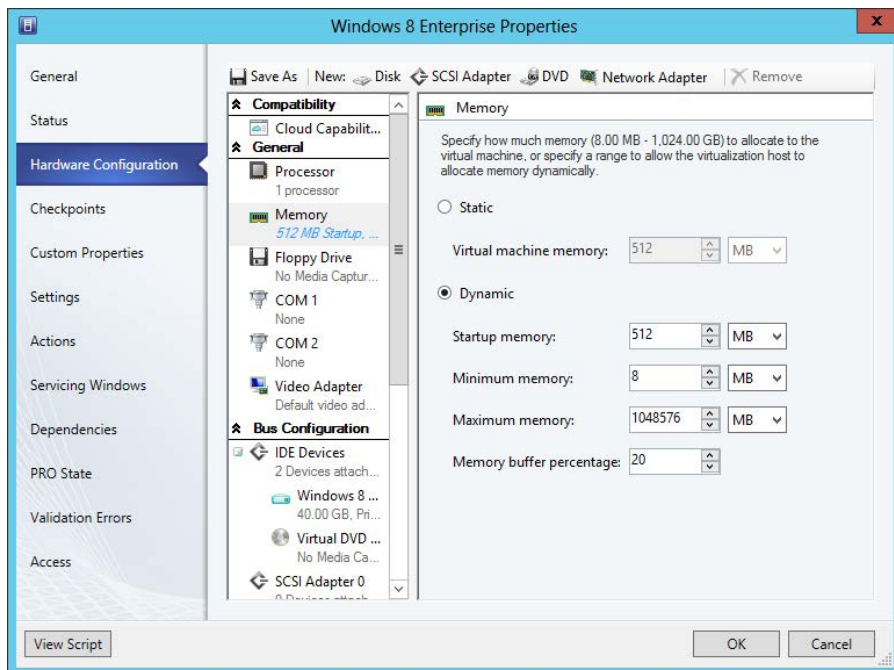 Windows 8 Enterprise Properties
x
General
Status
Hardware Configuration
Checkpoints
Custom Properties
Settings
Actions
Servicing Windows
Dependencies
PRO State
Validation Errors
Access
Save As New: Disk SCSI Adapter DVD Network Adapter Remove
Compatibility
Cloud Capabilit...
General
Processor
1 processor
Memory
512 MB Startup, ...
Floppy Drive
No Media Captur...
COM 1
None
COM 2
None
Video Adapter
Default video ad...
Bus Configuration
IDE Devices
2 Devices attach...
Windows 8 ...
40.00 GB, Pri...
Virtual DVD ...
No Media Ca...
SCSI Adapter 0
0 Devices attach...
Memory
Specify how much memory (8.00 MB - 1,024.00 GB) to allocate to the
virtual machine, or specify a range to allow the virtualization host to
allocate memory dynamically.
Static
Virtual machine memory: 512 MB
Dynamic
Startup memory: 512 MB
Minimum memory: 8 MB
Maximum memory: 1048576 MB
Memory buffer percentage: 20
View Script
OK
Cancel